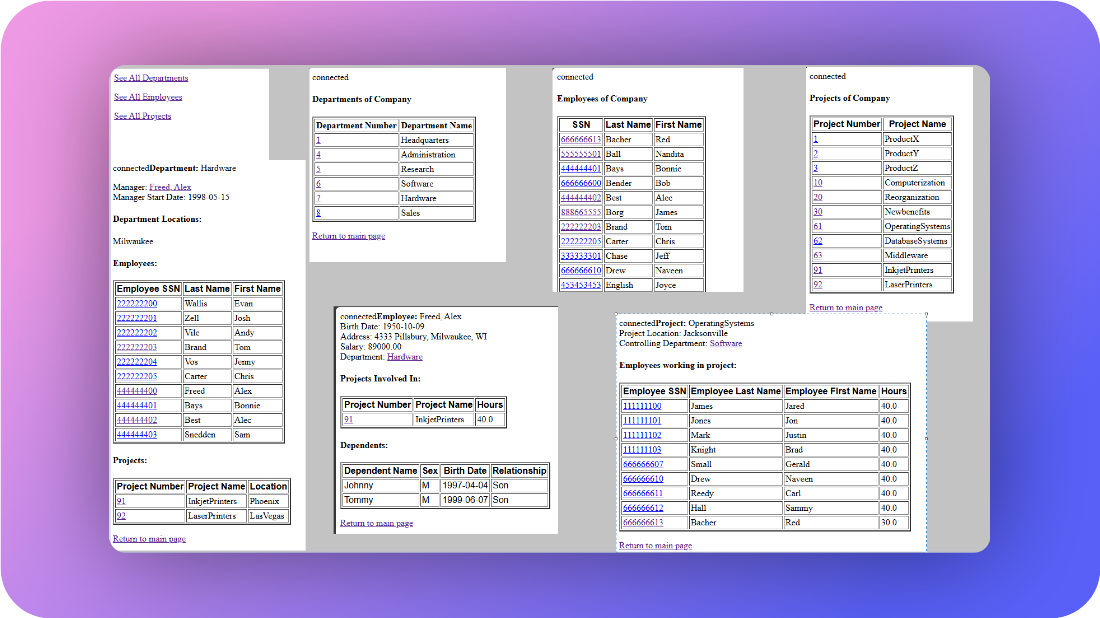 See All Departments
See All Employees
See All Projects
connectedDepartment: Hardware
Manager: Freed, Alex
Manager Start Date: 1998-05-15
Department Locations:
Milwaukee
Employees:
Employee SSN Last Name First Name
222222200 Wallis Evan
222222201 Zell Josh
222222202 Vile Andy
222222203 Brand Tom
222222204 Vos Jenny
222222205 Carter Chris
444444400 Freed Alex
444444401 Bays Bonnie
444444402 Best Alec
444444403 Snedden Sam
Projects:
Project Number Project Name Location
91 InkjetPrinters Phoenix
92 LaserPrinters LasVegas
Return to main page
connected
Departments of Company
Department Number Department Name
1 Headquarters
4 Administration
5 Research
6 Software
7 Hardware
8 Sales
Return to main page
connected
Employees of Company
SSN Last Name First Name
666666613 Bacher Red
555555501 Ball Nandita
444444401 Bays Bonnie
666666600 Bender Bob
444444402 Best Alec
888665555 Borg James
222222203 Brand Tom
222222205 Carter Chris
333333301 Chase Jeff
666666610 Drew Naveen
453453453 English Joyce
connected
Projects of Company
Project Number Project Name
1 ProductX
2 ProductY
3 ProductZ
10 Computerization
20 Reorganization
30 Newbenefits
61 OperatingSystems
62 DatabaseSystems
63 Middleware
91 InkjetPrinters
92 LaserPrinters
Return to main page
connectedEmployee: Freed, Alex
Birth Date: 1950-10-09
Address: 4333 Pillsbury, Milwaukee, WI
Salary: 89000.00
Department: Hardware
Projects Involved In:
Project Number Project Name Hours
91 InkjetPrinters 40.0
Dependents:
Dependent Name Sex Birth Date Relationship
Johnny M 1997-04-04 Son
Tommy M 1999-06-07 Son
Return to main page
connectedProject: OperatingSystems
Project Location: Jacksonville
Controlling Department: Software
Employees working in project:
Employee SSN Employee Last Name Employee First Name Hours
111111100 James Jared 40.0
111111101 Jones Jon 40.0
111111102 Mark Justin 40.0
111111103 Knight Brad 40.0
666666607 Small Gerald 40.0
666666610 Drew Naveen 40.0
666666611 Reedy Carl 40.0
666666612 Hall Sammy 40.0
666666613 Bacher Red 30.0
Return to main page